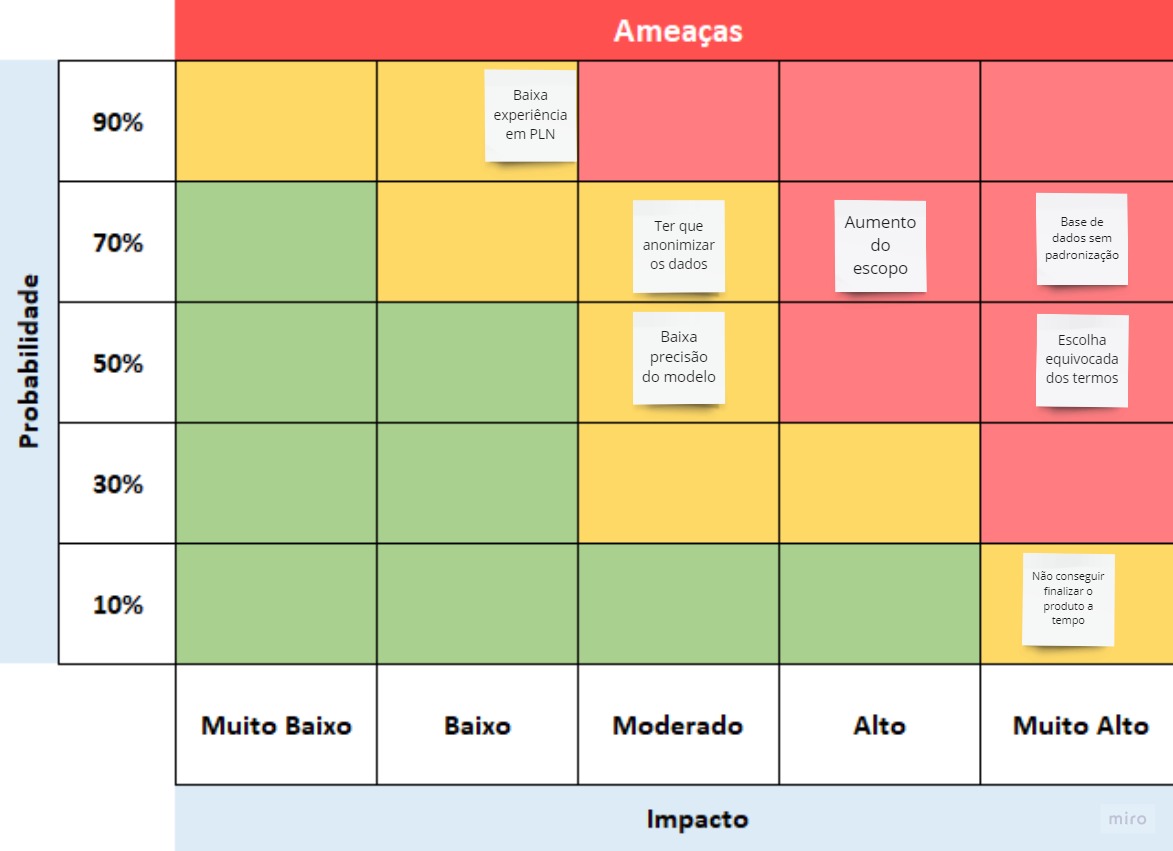 Ameaças
Probabilidade
90%
Baixa
experiência
em PLN
70%
Ter que
anonimizar
os dados
Aumento
do
escopo
Base de
dados sem
padronização
50%
Baixa
precisão
do modelo
Escolha
equivocada
dos termos
30%
10%
Não conseguir
finalizar o
produto a
tempo
Muito Baixo
Baixo
Moderado
Alto
Muito Alto
Impacto
miro